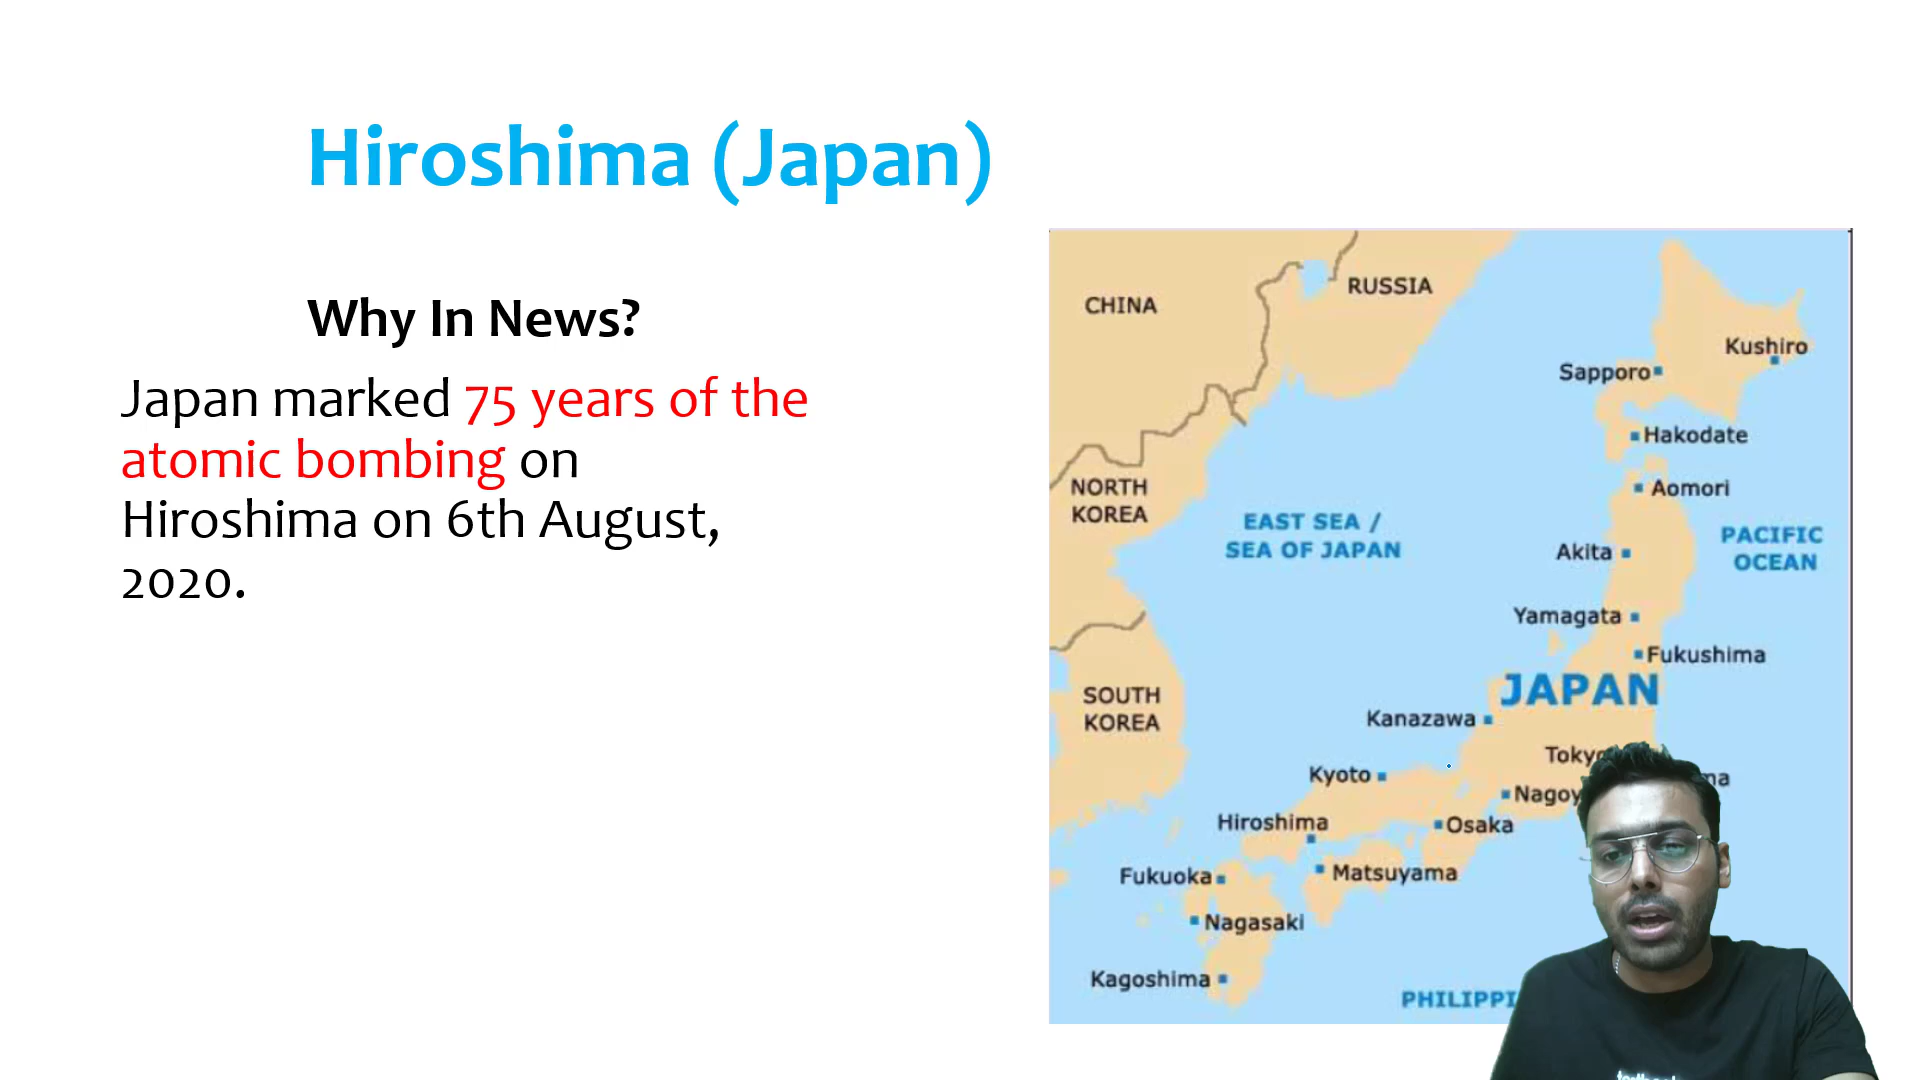 Hiroshima (Japan)
Why In News?
Japan marked 75 years of the
atomic bombing on
Hiroshima on 6th August,
2020.
CHINA
RUSSIA
Kushiro
Sapporo
Hakodate
Aomori
NORTH
KOREA
EAST SEA /
SEA OF JAPAN
PACIFIC
OCEAN
Akita
Yamagata
Fukushima
JAPAN
SOUTH
KOREA
Kanazawa
Kyoto
Hiroshima
Osaka
Fukuoka
Matsuyama
Nagasaki
Kagoshima